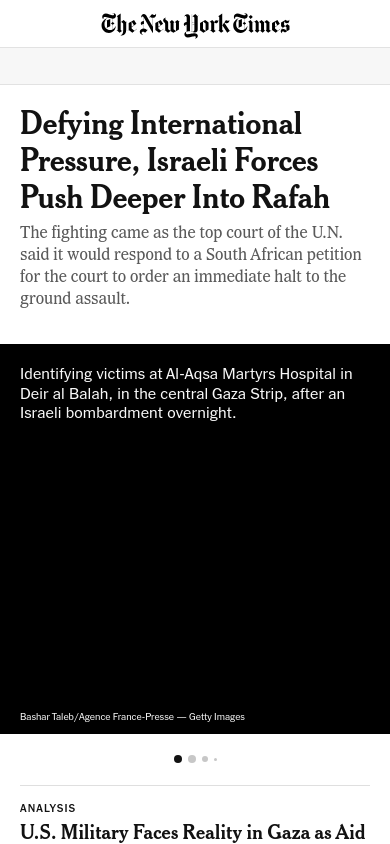 The New York Times
Defying International
Pressure, Israeli Forces
Push Deeper Into Rafah
The fighting came as the top court of the U.N.
said it would respond to a South African petition
for the court to order an immediate halt to the
ground assault.
Identifying victims at Al-Aqsa Martyrs Hospital in
Deir al Balah, in the central Gaza Strip, after an
Israeli bombardment overnight.
Bashar Taleb/Agence France-Presse — Getty Images
ANALYSIS
U.S. Military Faces Reality in Gaza as Aid